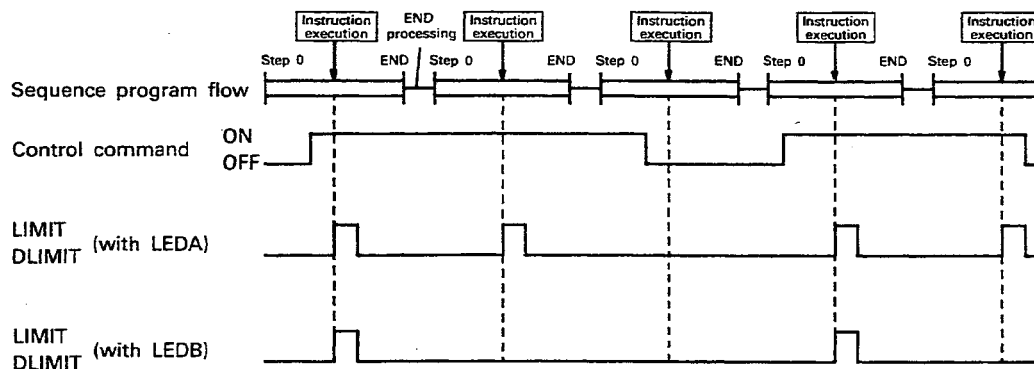 Instruction execution
END processing
Instruction execution
Instruction execution
Instruction execution
Instruction execution
Step 0
END
Step 0
END
Step 0
END
Step 0
END
Step 0
Sequence program flow
Control command
ON
OFF
LIMIT
DLIMIT (with LEDA)
LIMIT
DLIMIT (with LEDB)